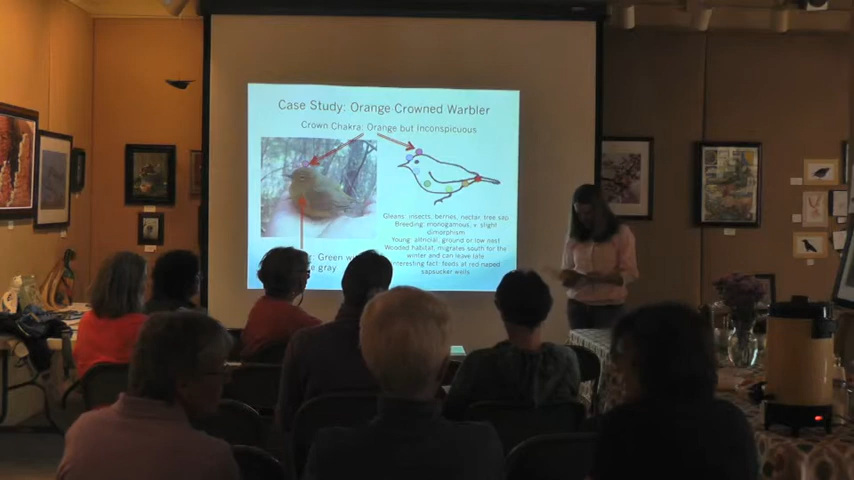 Case Study: Orange Crowned Warbler
Crown Chakra: Orange but Inconspicuous
Gleans: insects, berries, nectar, tree sap
Breeding: monogamous, + slight
dimorphism
Young: altricial, ground or low nest
Wooded habitat, migrates south for the
winter and can leave late
Interesting fact: feeds at red-naped
sapsucker wells
: Green w
gray